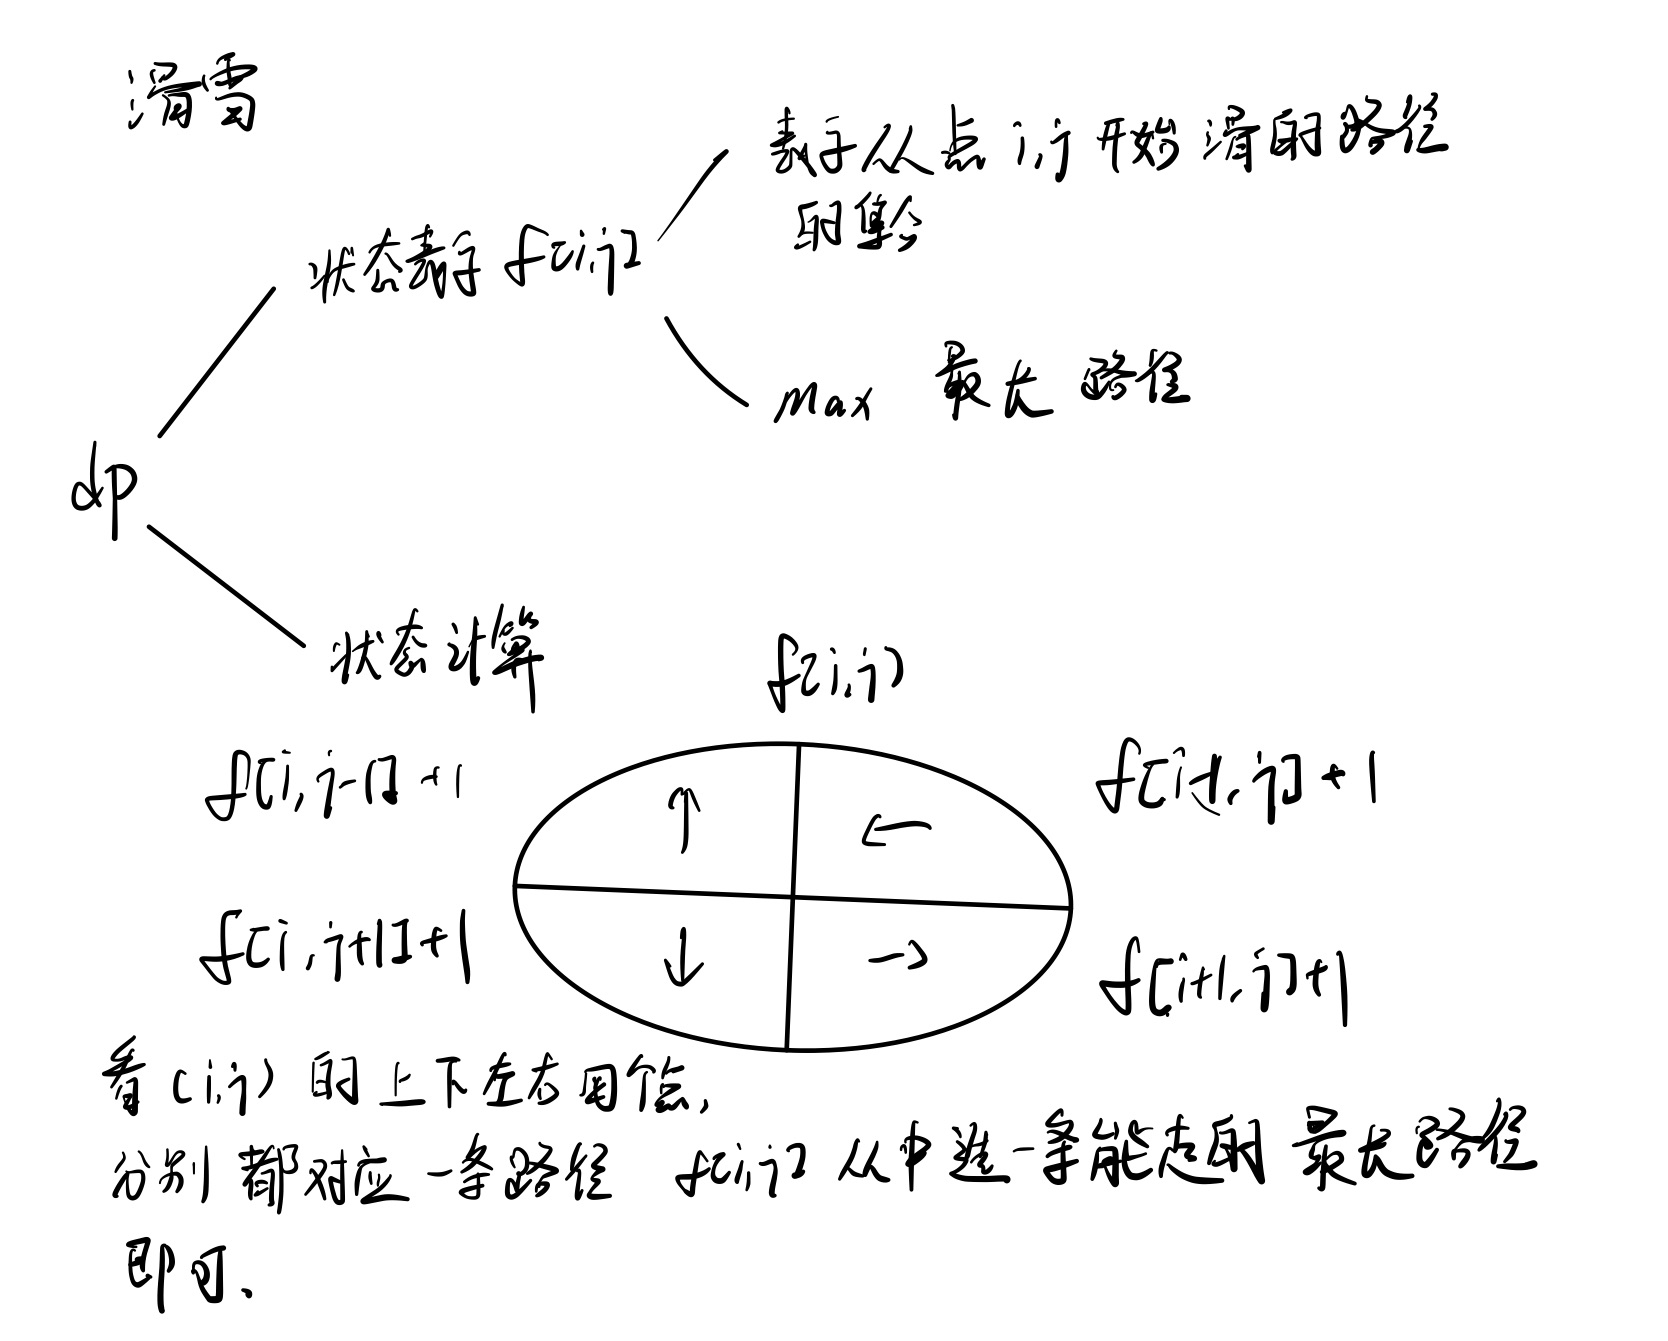 滑雪
表示从点 i,j 开始滑的路径
的集合
状态表示 f[i,j]
max 最长路径
dp
状态计算
f[i,j]
f[i,j-1]+1
f[i-1,j]+1
f[i,j+1]+1
f[i+1,j]+1
看(i,j)的上下左右四个点,
分别都对应一条路径 f[i,j] 从中选一条能走的最长路径
即可、